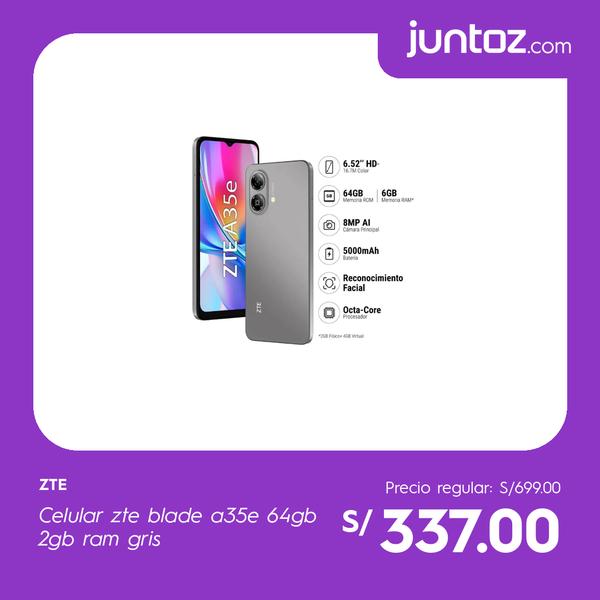 juntoz.com
ZTE A35e
ZTE
6.52" HD-
16.7M Color
64GB
Memoria ROM
6GB
Memoria RAM*
8MP AI
Cámara Principal
5000mAh
Batería
Reconocimiento
Facial
Octa-Core
Procesador
*2GB Físico+ 4GB Virtual
ZTE
Celular zte blade a35e 64gb
2gb ram gris
Precio regular: S/699.00
S/337.00